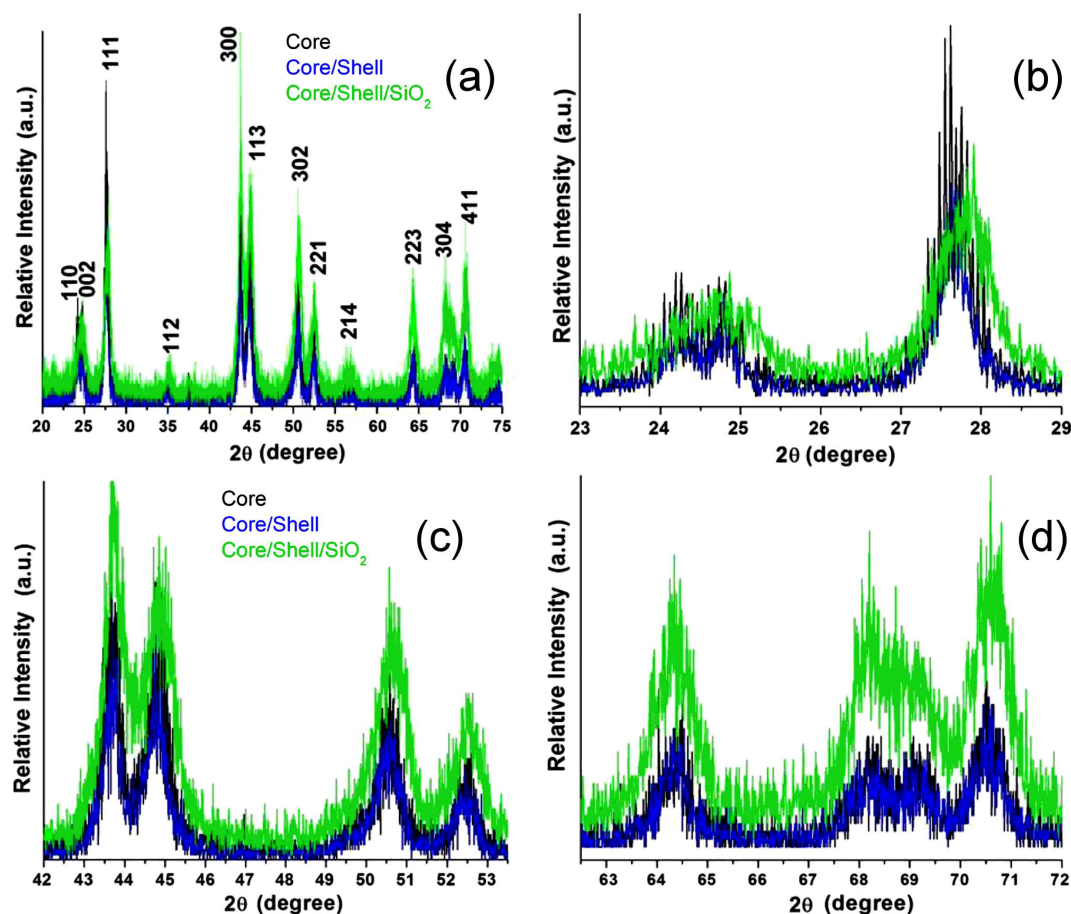 Core
Core/Shell
Core/Shell/SiO₂
(a)
110
002
111
112
300
113
302
221
214
223
304
411
Relative Intensity (a.u.)
20 25 30 35 40 45 50 55 60 65 70 75
2θ (degree)
(b)
Relative Intensity (a.u.)
23 24 25 26 27 28 29
2θ (degree)
Core
Core/Shell
Core/Shell/SiO₂
(c)
Relative Intensity (a.u.)
42 43 44 45 46 47 48 49 50 51 52 53
2θ (degree)
(d)
Relative Intensity (a.u.)
63 64 65 66 67 68 69 70 71 72
2θ (degree)